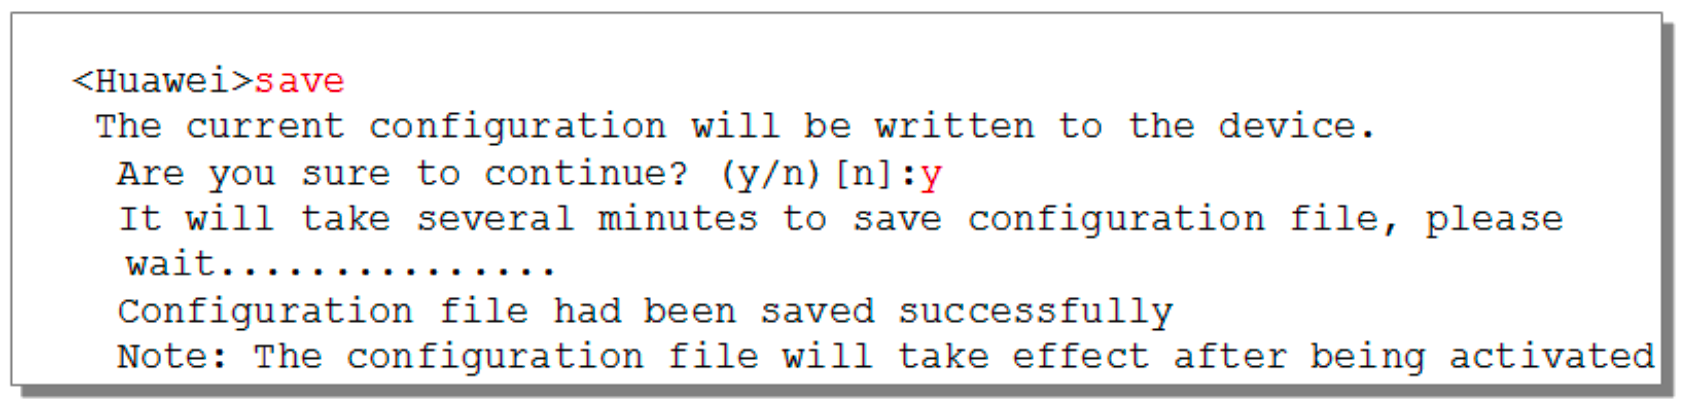 <Huawei>save
The current configuration will be written to the device.
Are you sure to continue? (y/n)[n]:y
It will take several minutes to save configuration file, please
wait...............
Configuration file had been saved successfully
Note: The configuration file will take effect after being activated